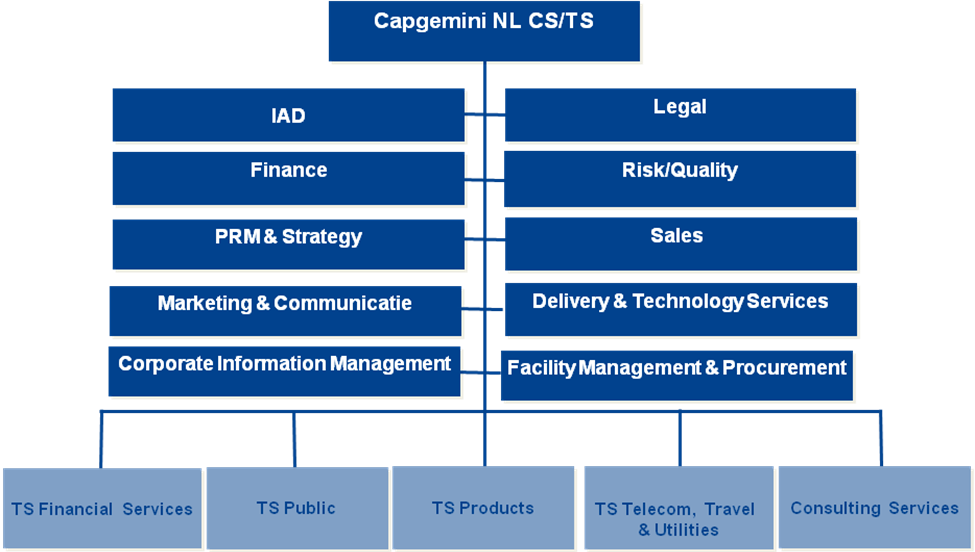 Capgemini NL CS/TS
IAD
Legal
Finance
Risk/Quality
PRM & Strategy
Sales
Marketing & Communicatie
Delivery & Technology Services
Corporate Information Management
Facility Management & Procurement
TS Financial Services
TS Public
TS Products
TS Telecom, Travel
& Utilities
Consulting Services